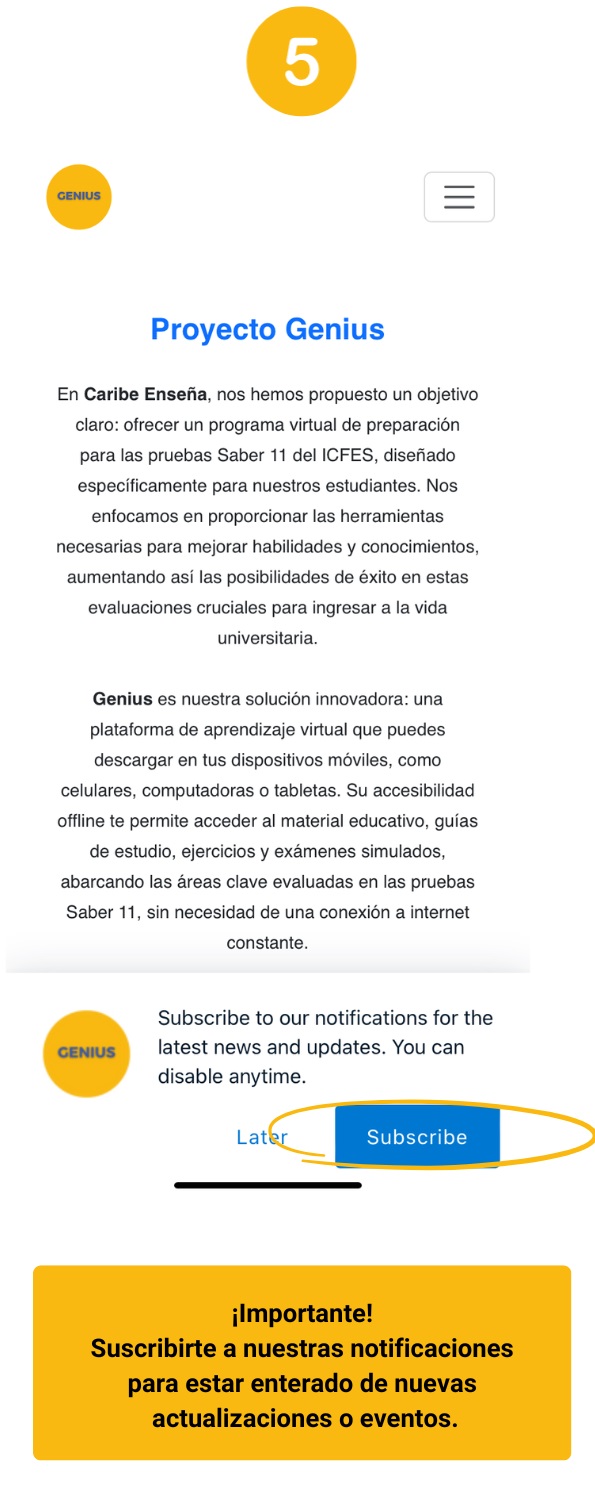 5
GENIUS
Proyecto Genius
En Caribe Enseña, nos hemos propuesto un objetivo
claro: ofrecer un programa virtual de preparación
para las pruebas Saber 11 del ICFES, diseñado
específicamente para nuestros estudiantes. Nos
enfocamos en proporcionar las herramientas
necesarias para mejorar habilidades y conocimientos,
aumentando así las posibilidades de éxito en estas
evaluaciones cruciales para ingresar a la vida
universitaria.
Genius es nuestra solución innovadora: una
plataforma de aprendizaje virtual que puedes
descargar en tus dispositivos móviles, como
celulares, computadoras o tabletas. Su accesibilidad
offline te permite acceder al material educativo, guías
de estudio, ejercicios y exámenes simulados,
abarcando las áreas clave evaluadas en las pruebas
Saber 11, sin necesidad de una conexión a internet
constante.
GENIUS
Subscribe to our notifications for the
latest news and updates. You can
disable anytime.
Later Subscribe
¡Importante!
Suscribirte a nuestras notificaciones
para estar enterado de nuevas
actualizaciones o eventos.